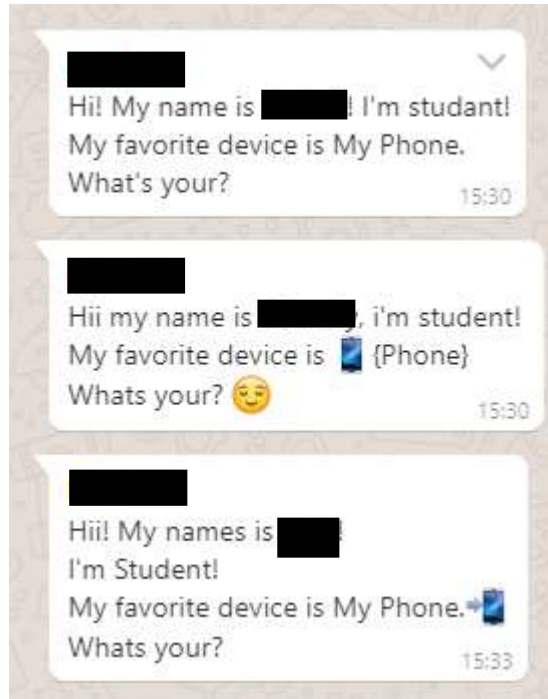 Hi! My name is ! I'm studant!
My favorite device is My Phone.
What's your?
15:30
Hii my name is , i'm student!
My favorite device is 📱 {Phone}
Whats your? 😌
15:30
Hii! My names is !
I'm Student!
My favorite device is My Phone.📲
Whats your?
15:33